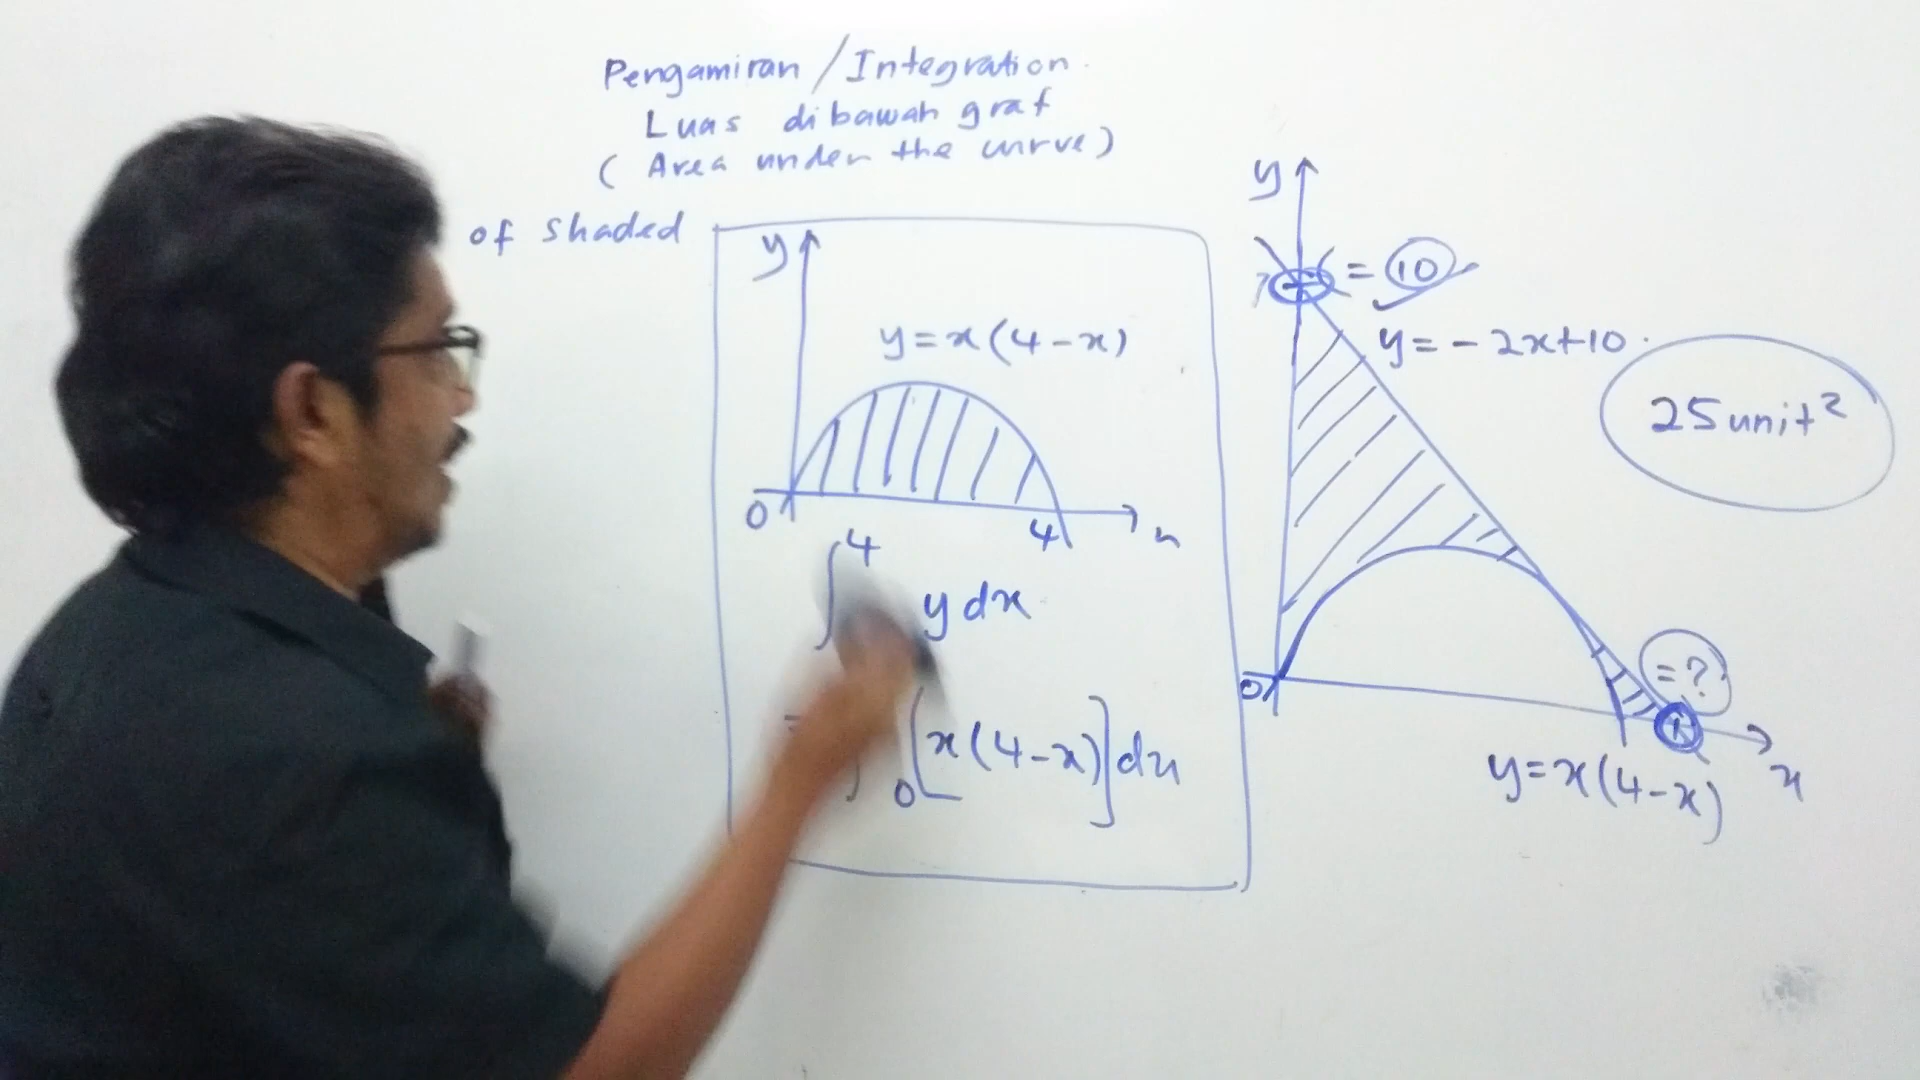 Pengamiran / Integration.
Luas dibawah graf
(Area under the curve)
of shaded
y
y = x(4-x)
0
4
x
∫ 4 y dx
= ∫ 0 [x(4-x)] dx
y
= 10
y = - 2x+10.
25 unit²
= ?
0
x
y = x(4-x)